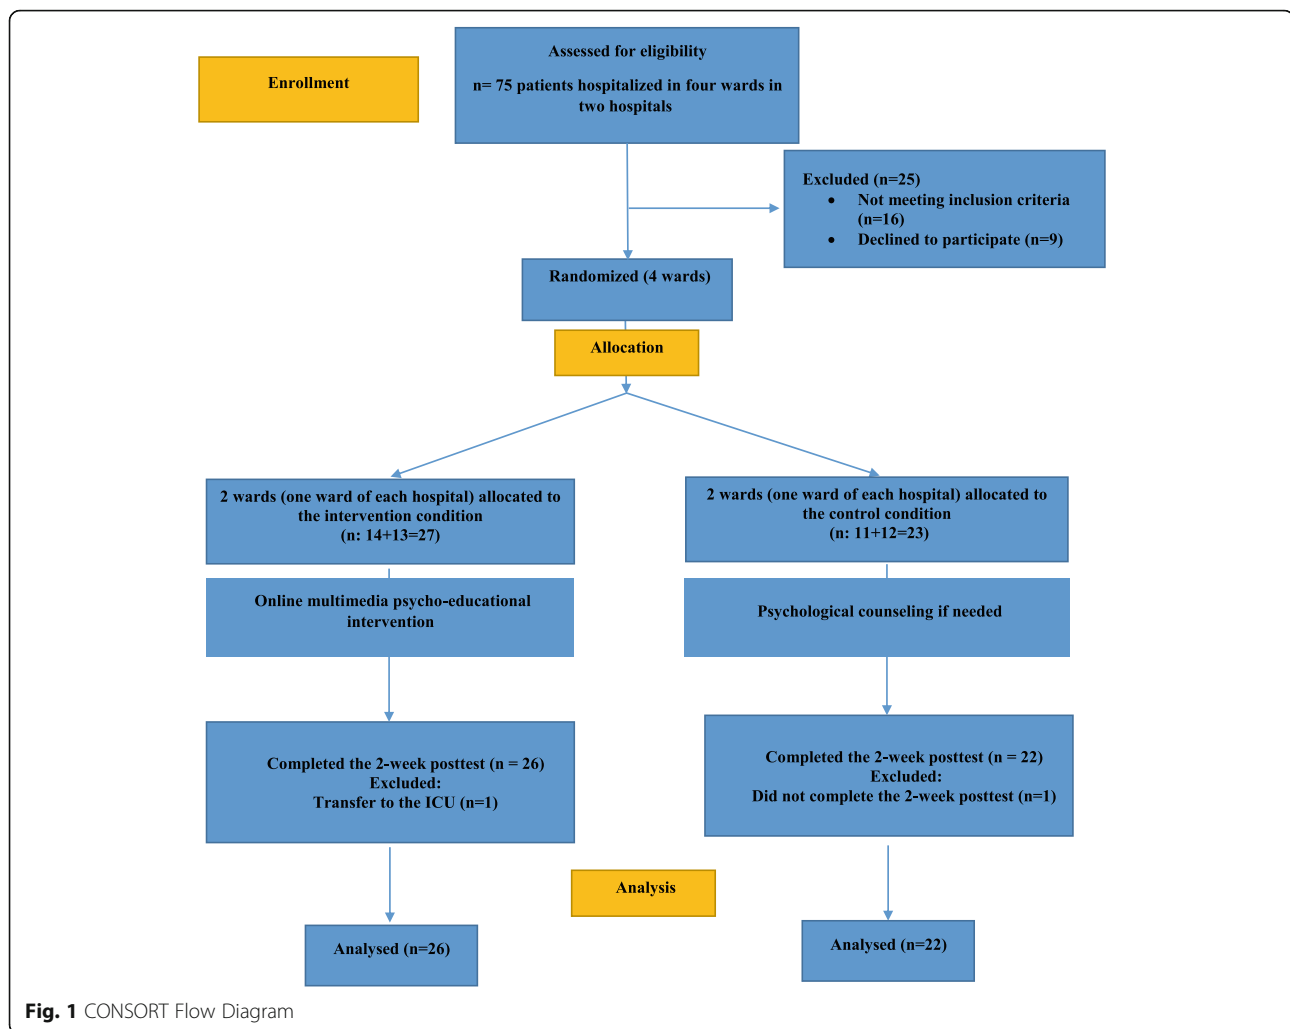 Enrollment
Assessed for eligibility
n= 75 patients hospitalized in four wards in
two hospitals
Excluded (n=25)
• Not meeting inclusion criteria
(n=16)
• Declined to participate (n=9)
Randomized (4 wards)
Allocation
2 wards (one ward of each hospital) allocated to
the intervention condition
(n: 14+13=27)
2 wards (one ward of each hospital) allocated to
the control condition
(n: 11+12=23)
Online multimedia psycho-educational
intervention
Psychological counseling if needed
Completed the 2-week posttest (n = 26)
Excluded:
Transfer to the ICU (n=1)
Completed the 2-week posttest (n = 22)
Excluded:
Did not complete the 2-week posttest (n=1)
Analysis
Analysed (n=26)
Analysed (n=22)
Fig. 1 CONSORT Flow Diagram